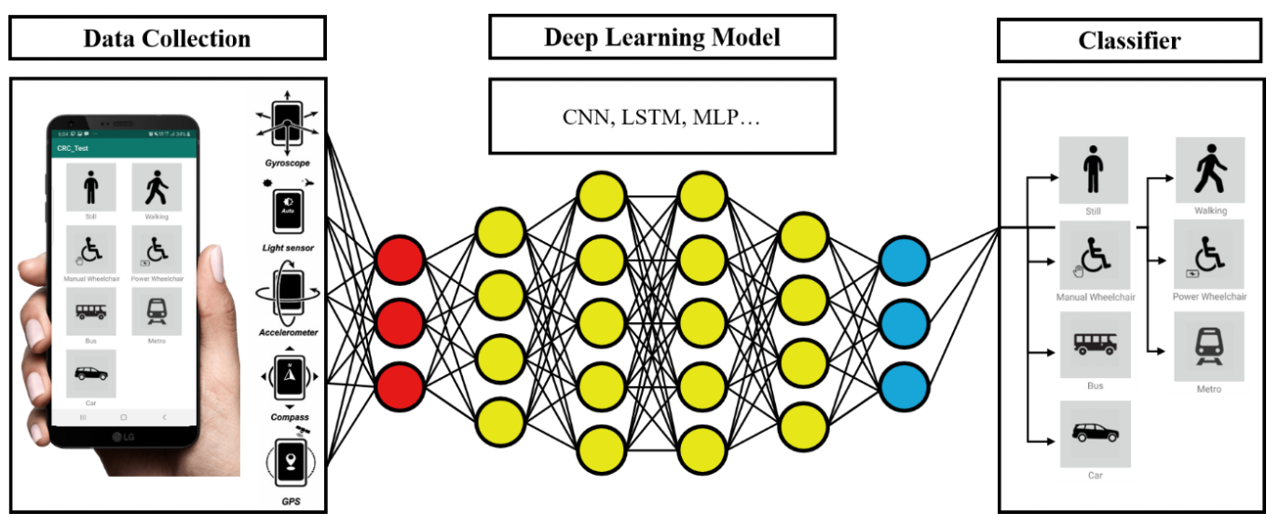 Data Collection
Deep Learning Model
Classifier
CNN, LSTM, MLP…
CRC_Test
Still
Walking
Manual Wheelchair
Power Wheelchair
Bus
Metro
Car
LG
Gyroscope
Auto
Light sensor
Accelerometer
N
Compass
GPS
Still
Walking
Manual Wheelchair
Power Wheelchair
Bus
Metro
Car